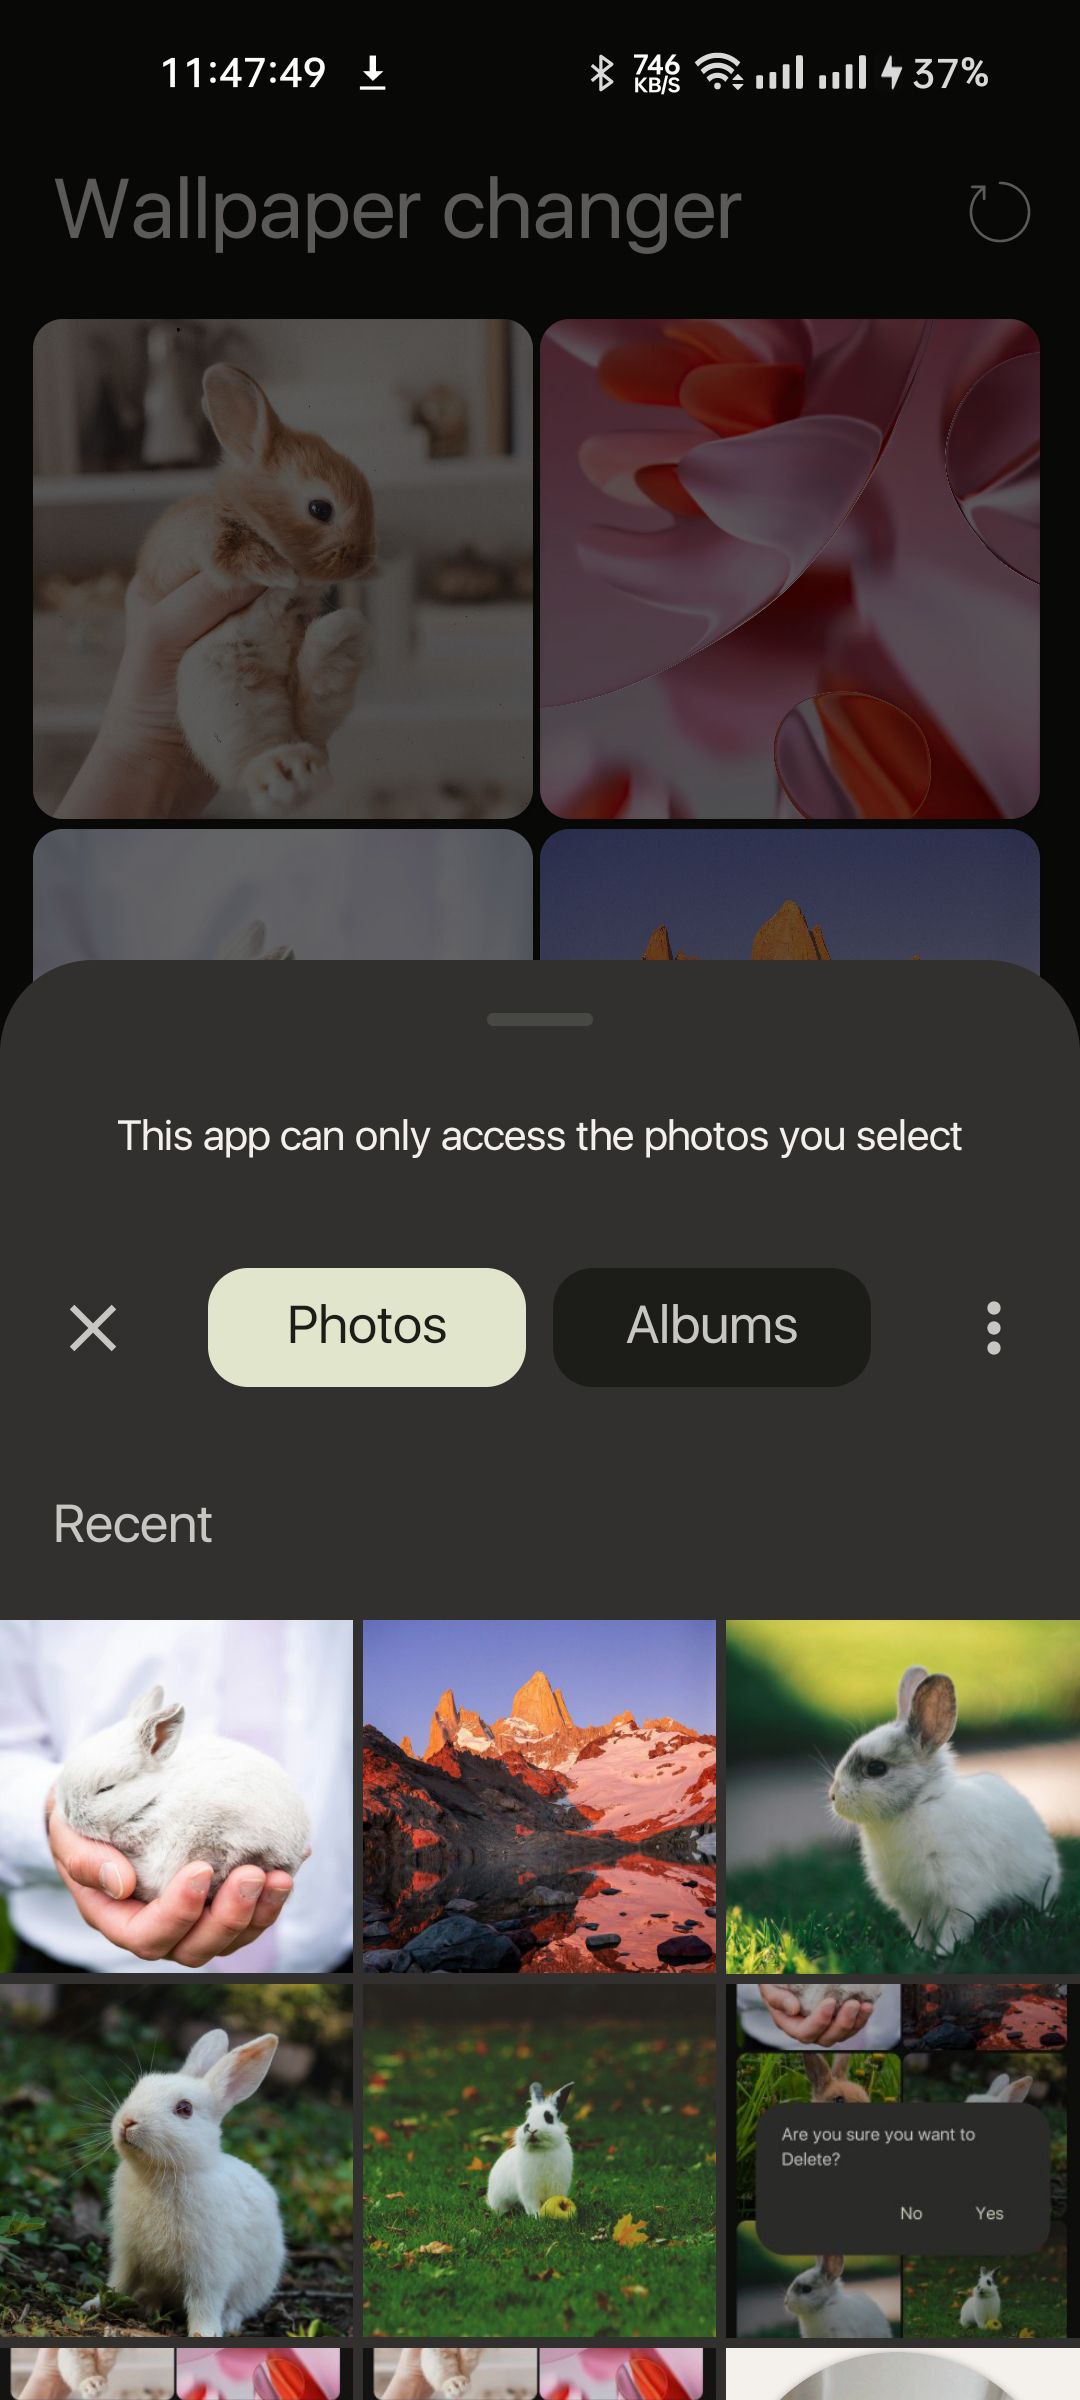 11:47:49
746
KB/S
37%
Wallpaper changer
This app can only access the photos you select
Photos
Albums
Recent
Are you sure you want to
Delete?
No
Yes